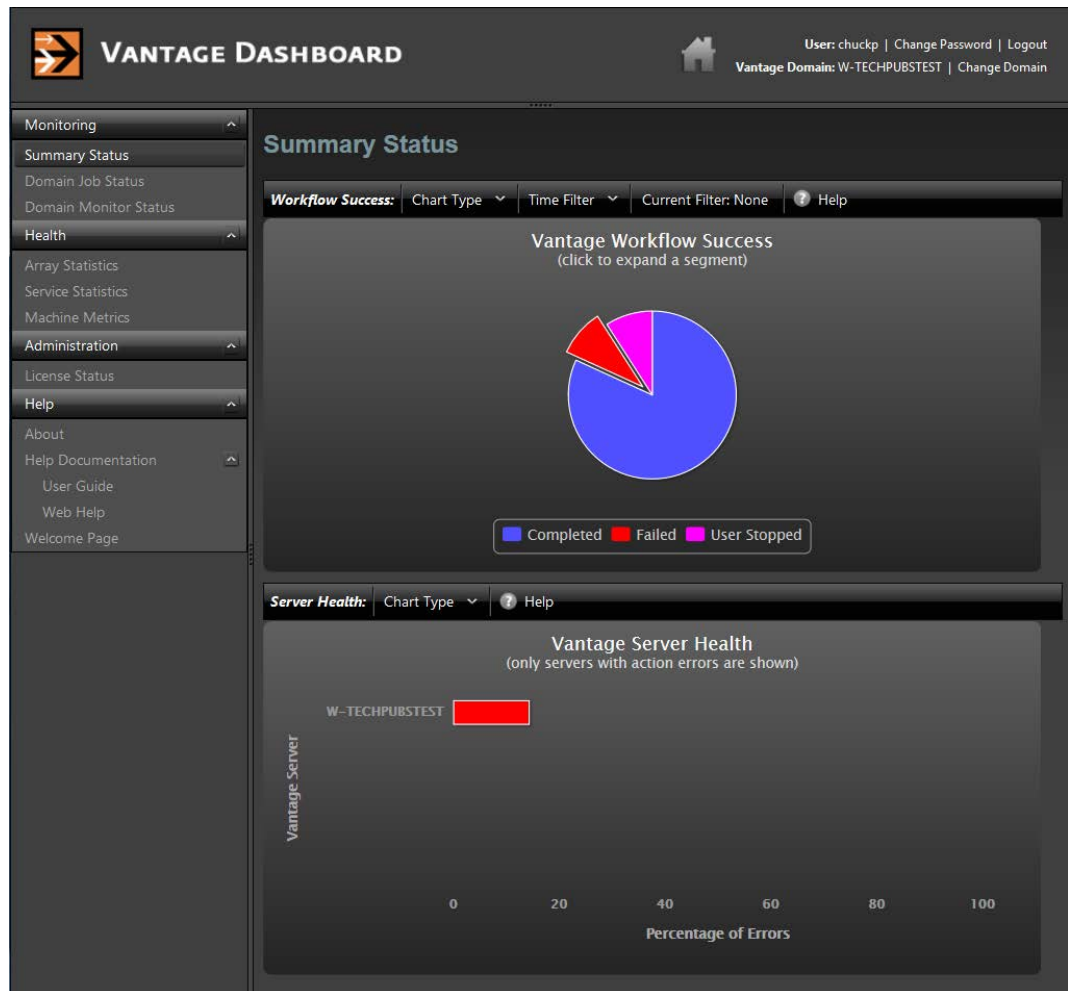 VANTAGE DASHBOARD
User: chuckp | Change Password | Logout
Vantage Domain: W-TECHPUBSTEST | Change Domain
Monitoring
Summary Status
Domain Job Status
Domain Monitor Status
Health
Array Statistics
Service Statistics
Machine Metrics
Administration
License Status
Help
About
Help Documentation
User Guide
Web Help
Welcome Page
Summary Status
Workflow Success: Chart Type Time Filter Current Filter: None ? Help
Vantage Workflow Success
(click to expand a segment)
Completed Failed User Stopped
Server Health: Chart Type ? Help
Vantage Server Health
(only servers with action errors are shown)
W-TECHPUBSTEST
Vantage Server
0 20 40 60 80 100
Percentage of Errors